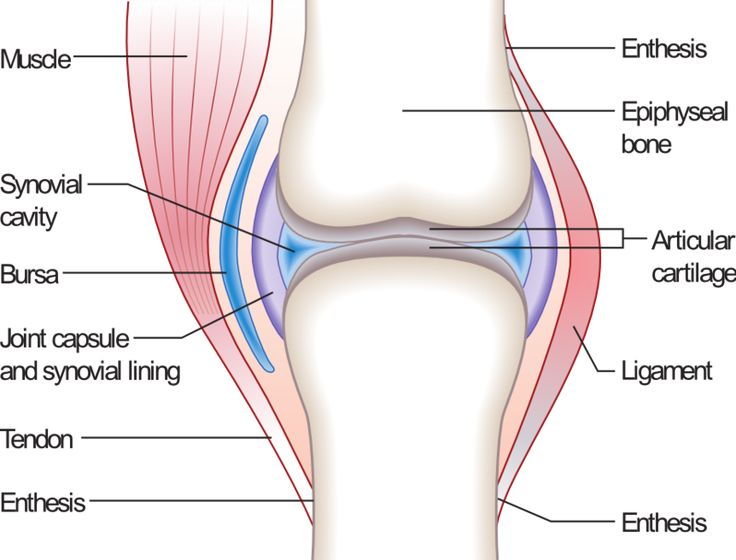 Muscle
Synovial
cavity
Bursa
Joint capsule
and synovial lining
Tendon
Enthesis
Enthesis
Epiphyseal
bone
Articular
cartilage
Ligament
Enthesis